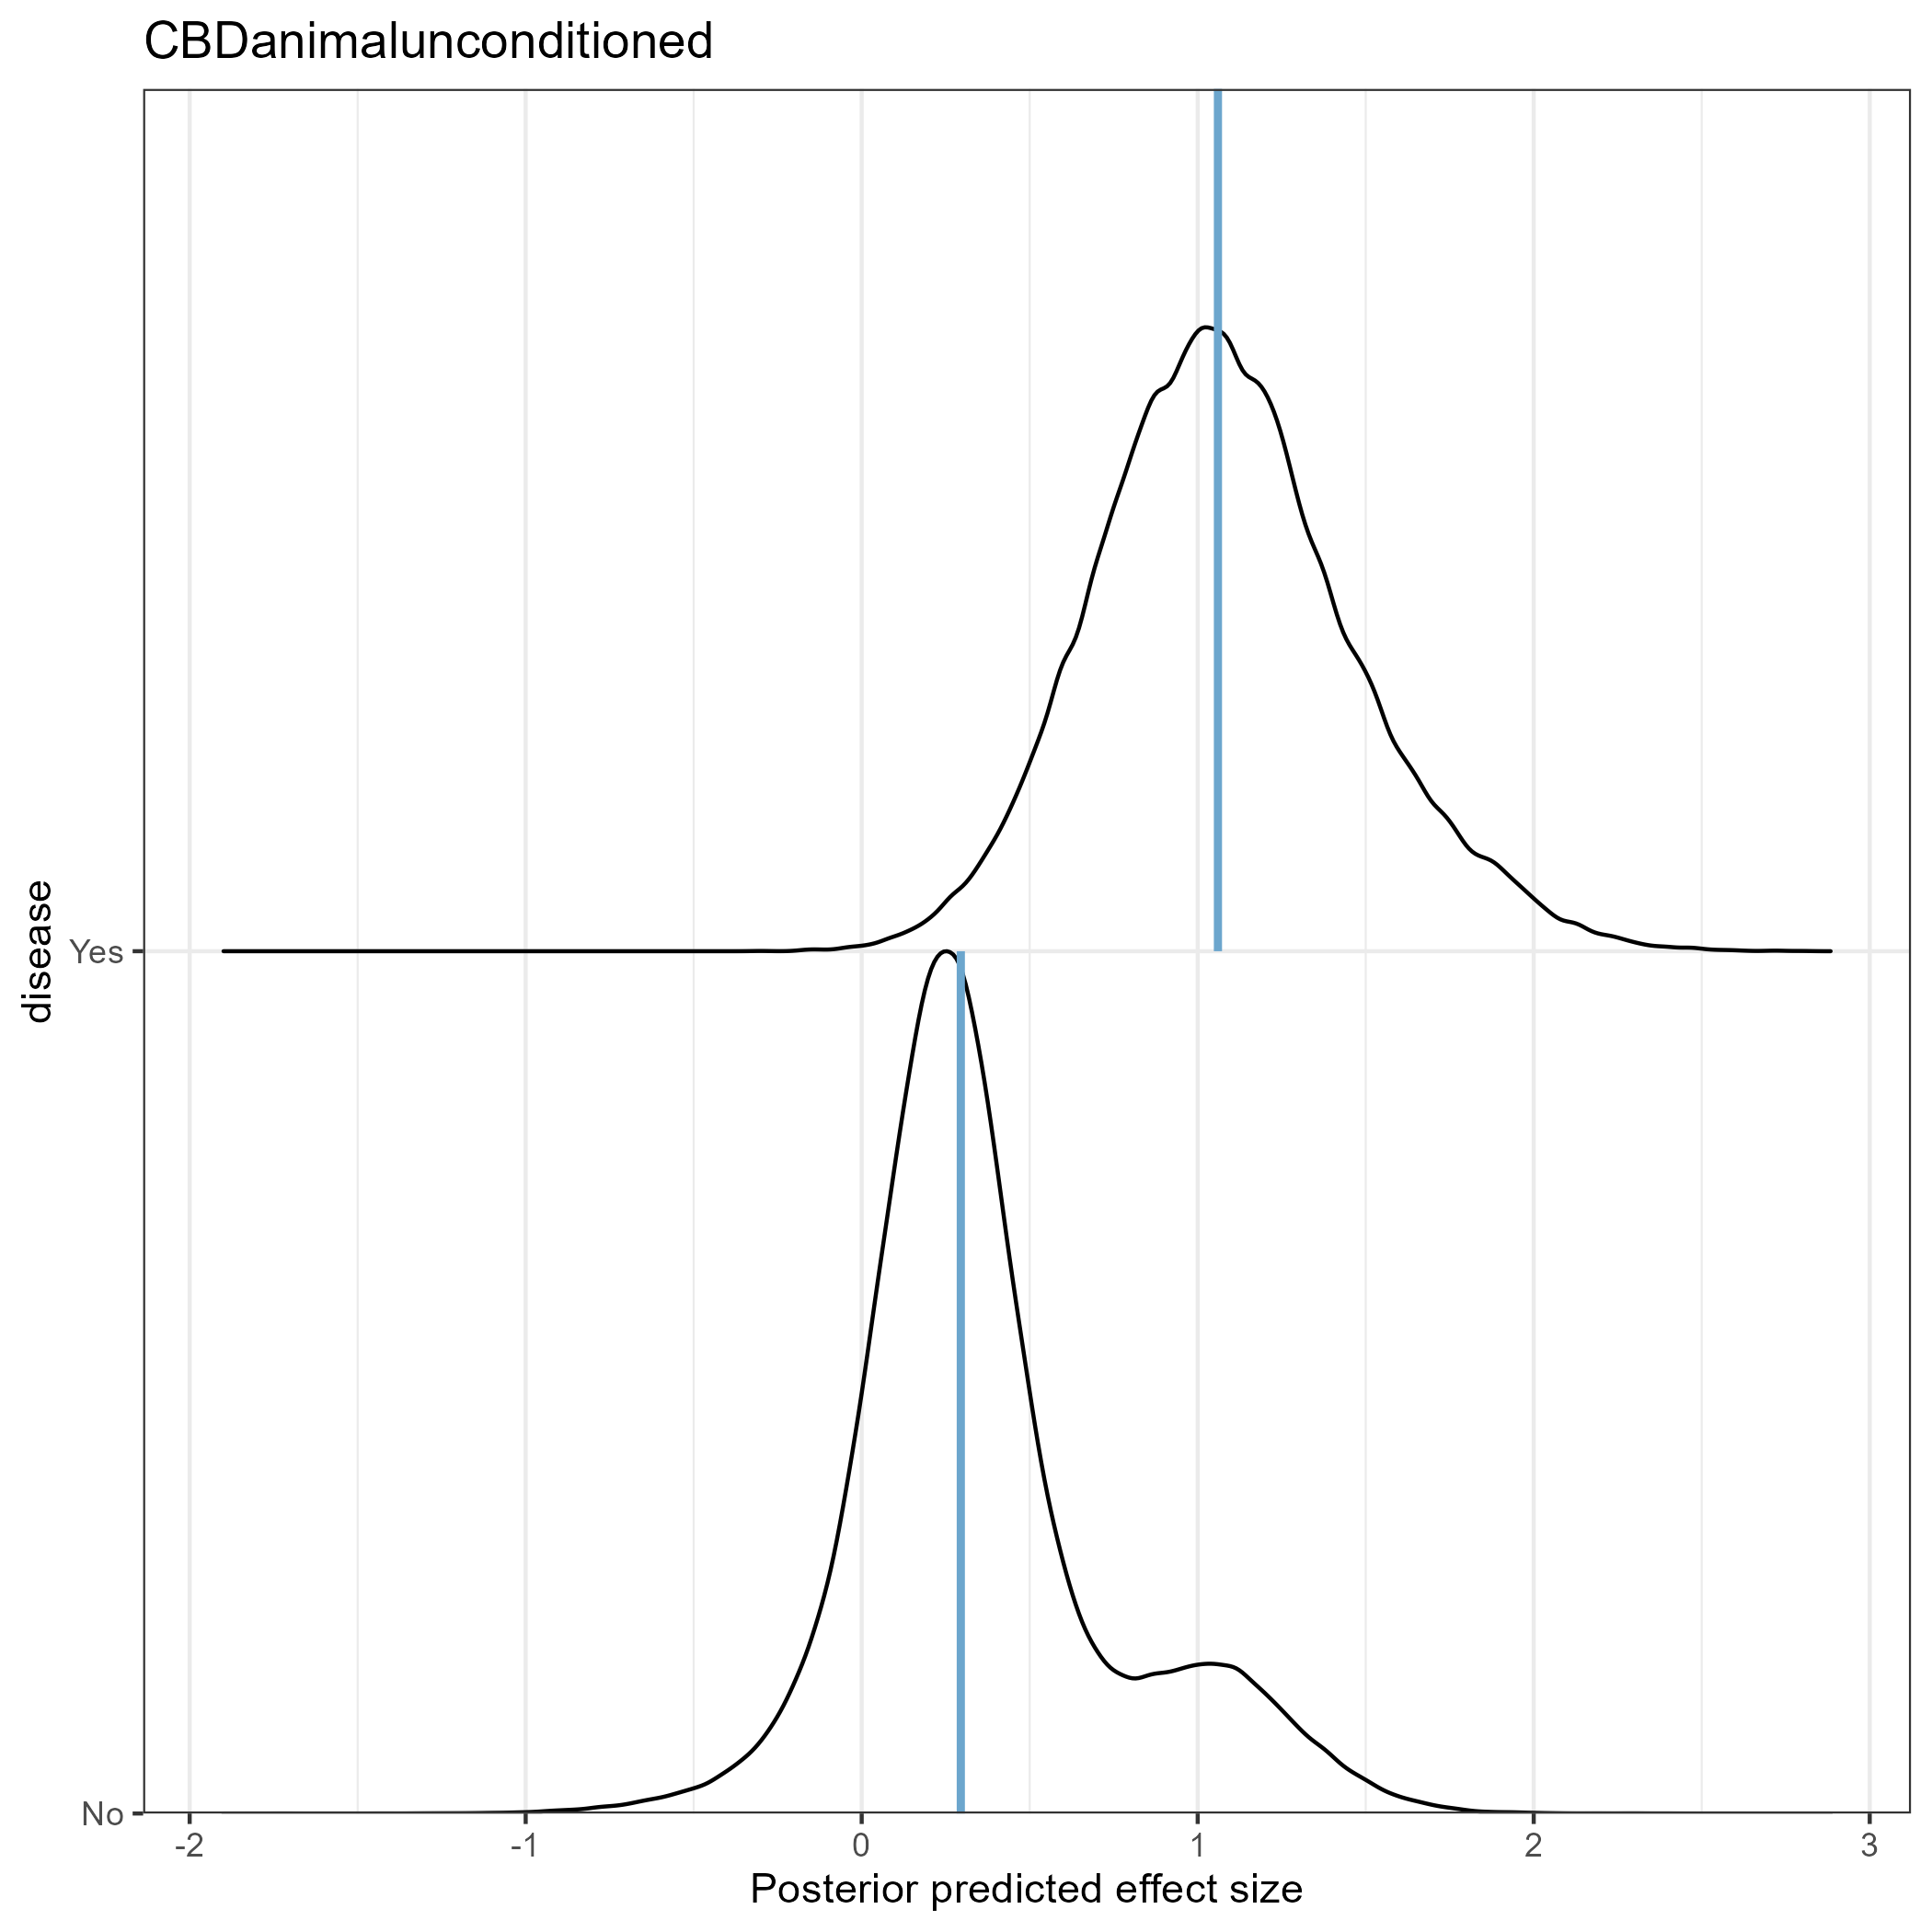 CBDanimalunconditioned
disease
Yes
No
-2 -1 0 1 2 3
Posterior predicted effect size